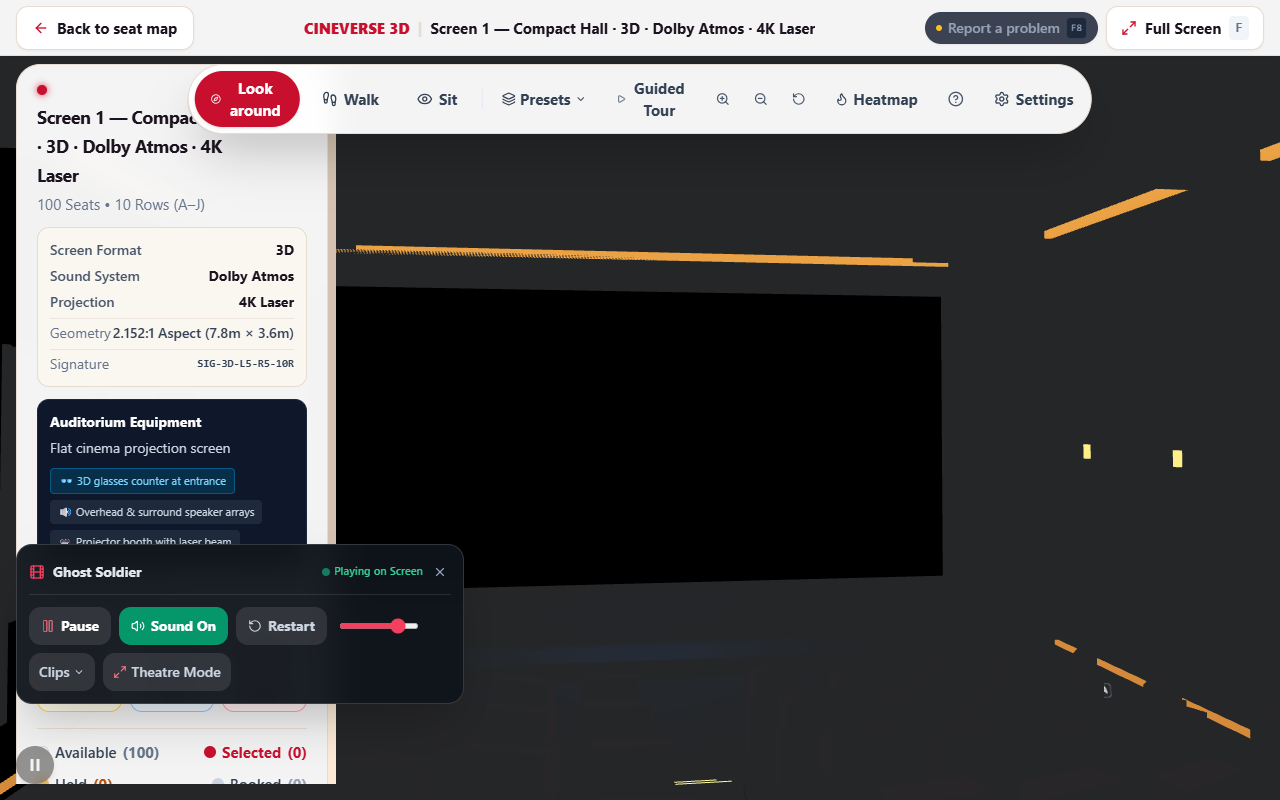 Back to seat map
CINEVERSE 3D | Screen 1 — Compact Hall · 3D · Dolby Atmos · 4K Laser
Report a problem F8
Full Screen F
Look around
Walk
Sit
Presets
Guided Tour
Heatmap
Settings
Screen 1 — Compac
· 3D · Dolby Atmos · 4K
Laser
100 Seats • 10 Rows (A–J)
Screen Format 3D
Sound System Dolby Atmos
Projection 4K Laser
Geometry 2.152:1 Aspect (7.8m × 3.6m)
Signature SIG-3D-L5-R5-10R
Auditorium Equipment
Flat cinema projection screen
3D glasses counter at entrance
Overhead & surround speaker arrays
Projector booth with laser beam
Ghost Soldier
Playing on Screen
Pause
Sound On
Restart
Clips
Theatre Mode
Available (100)
Selected (0)
Held (0)
Booked (0)